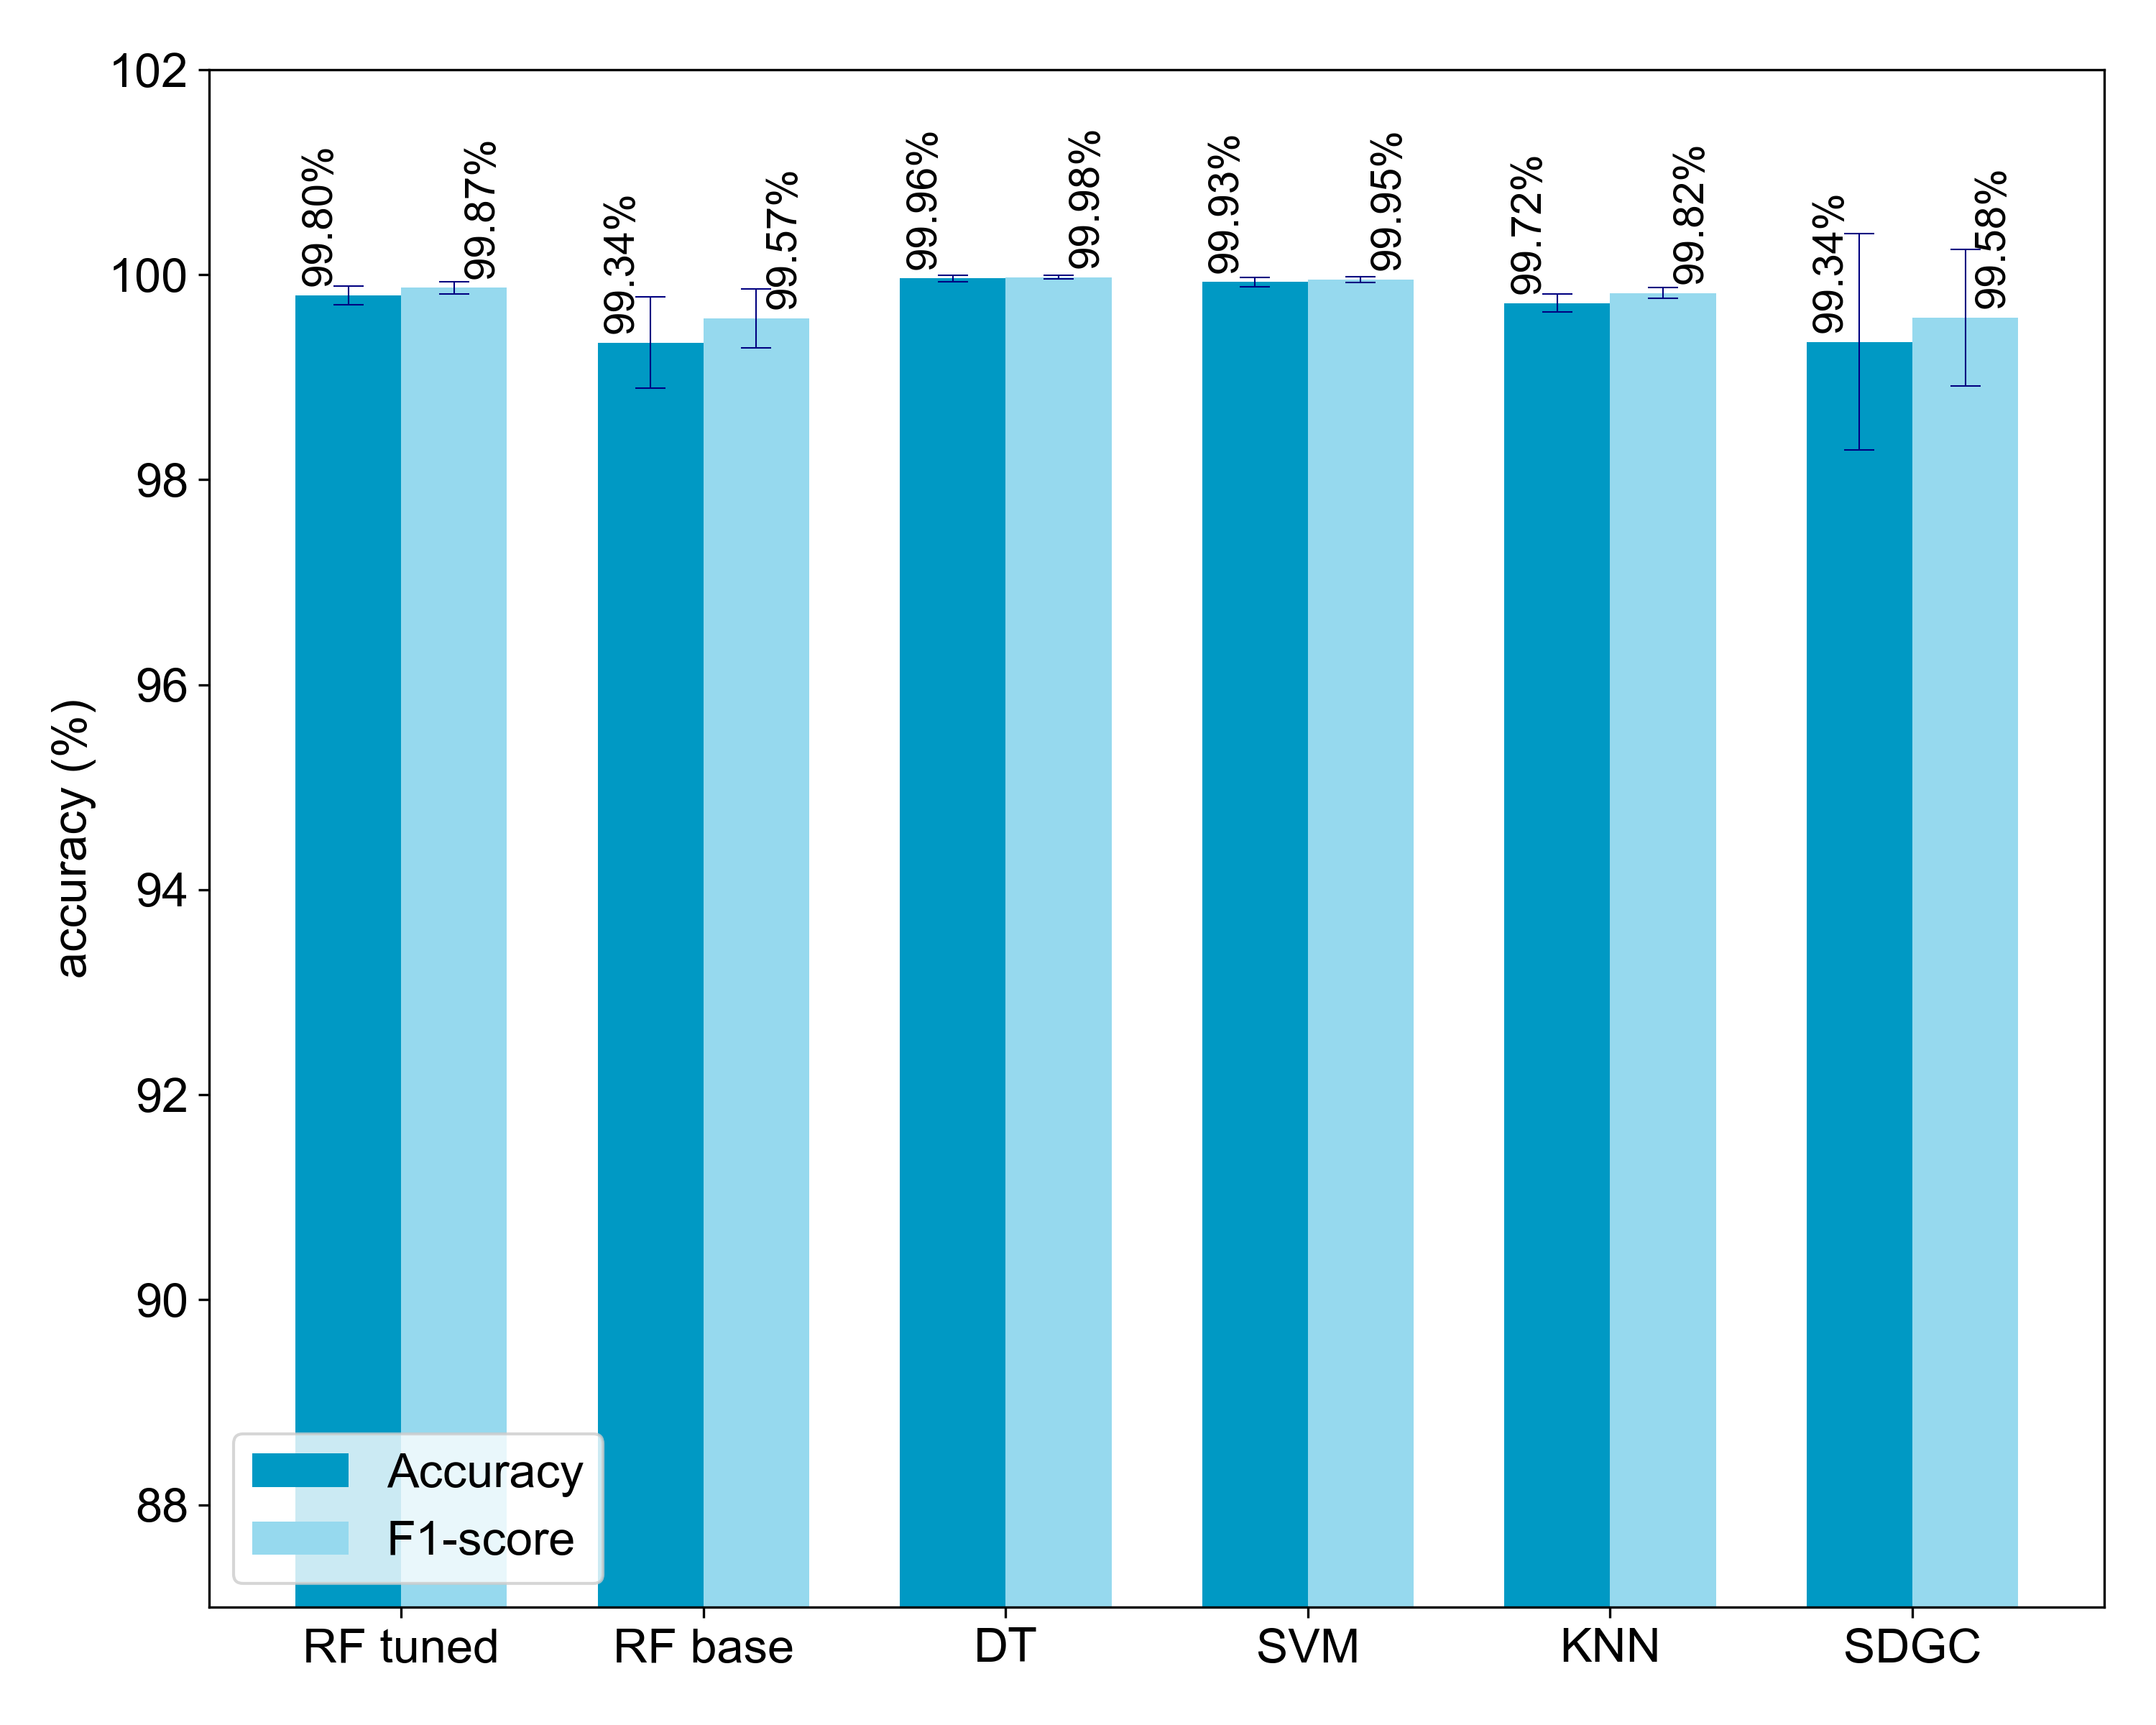 102
100
98
96
94
92
90
88
accuracy (%)
99.80%
99.87%
99.34%
99.57%
99.96%
99.98%
99.93%
99.95%
99.72%
99.82%
99.34%
99.58%
Accuracy
F1-score
RF tuned
RF base
DT
SVM
KNN
SDGC